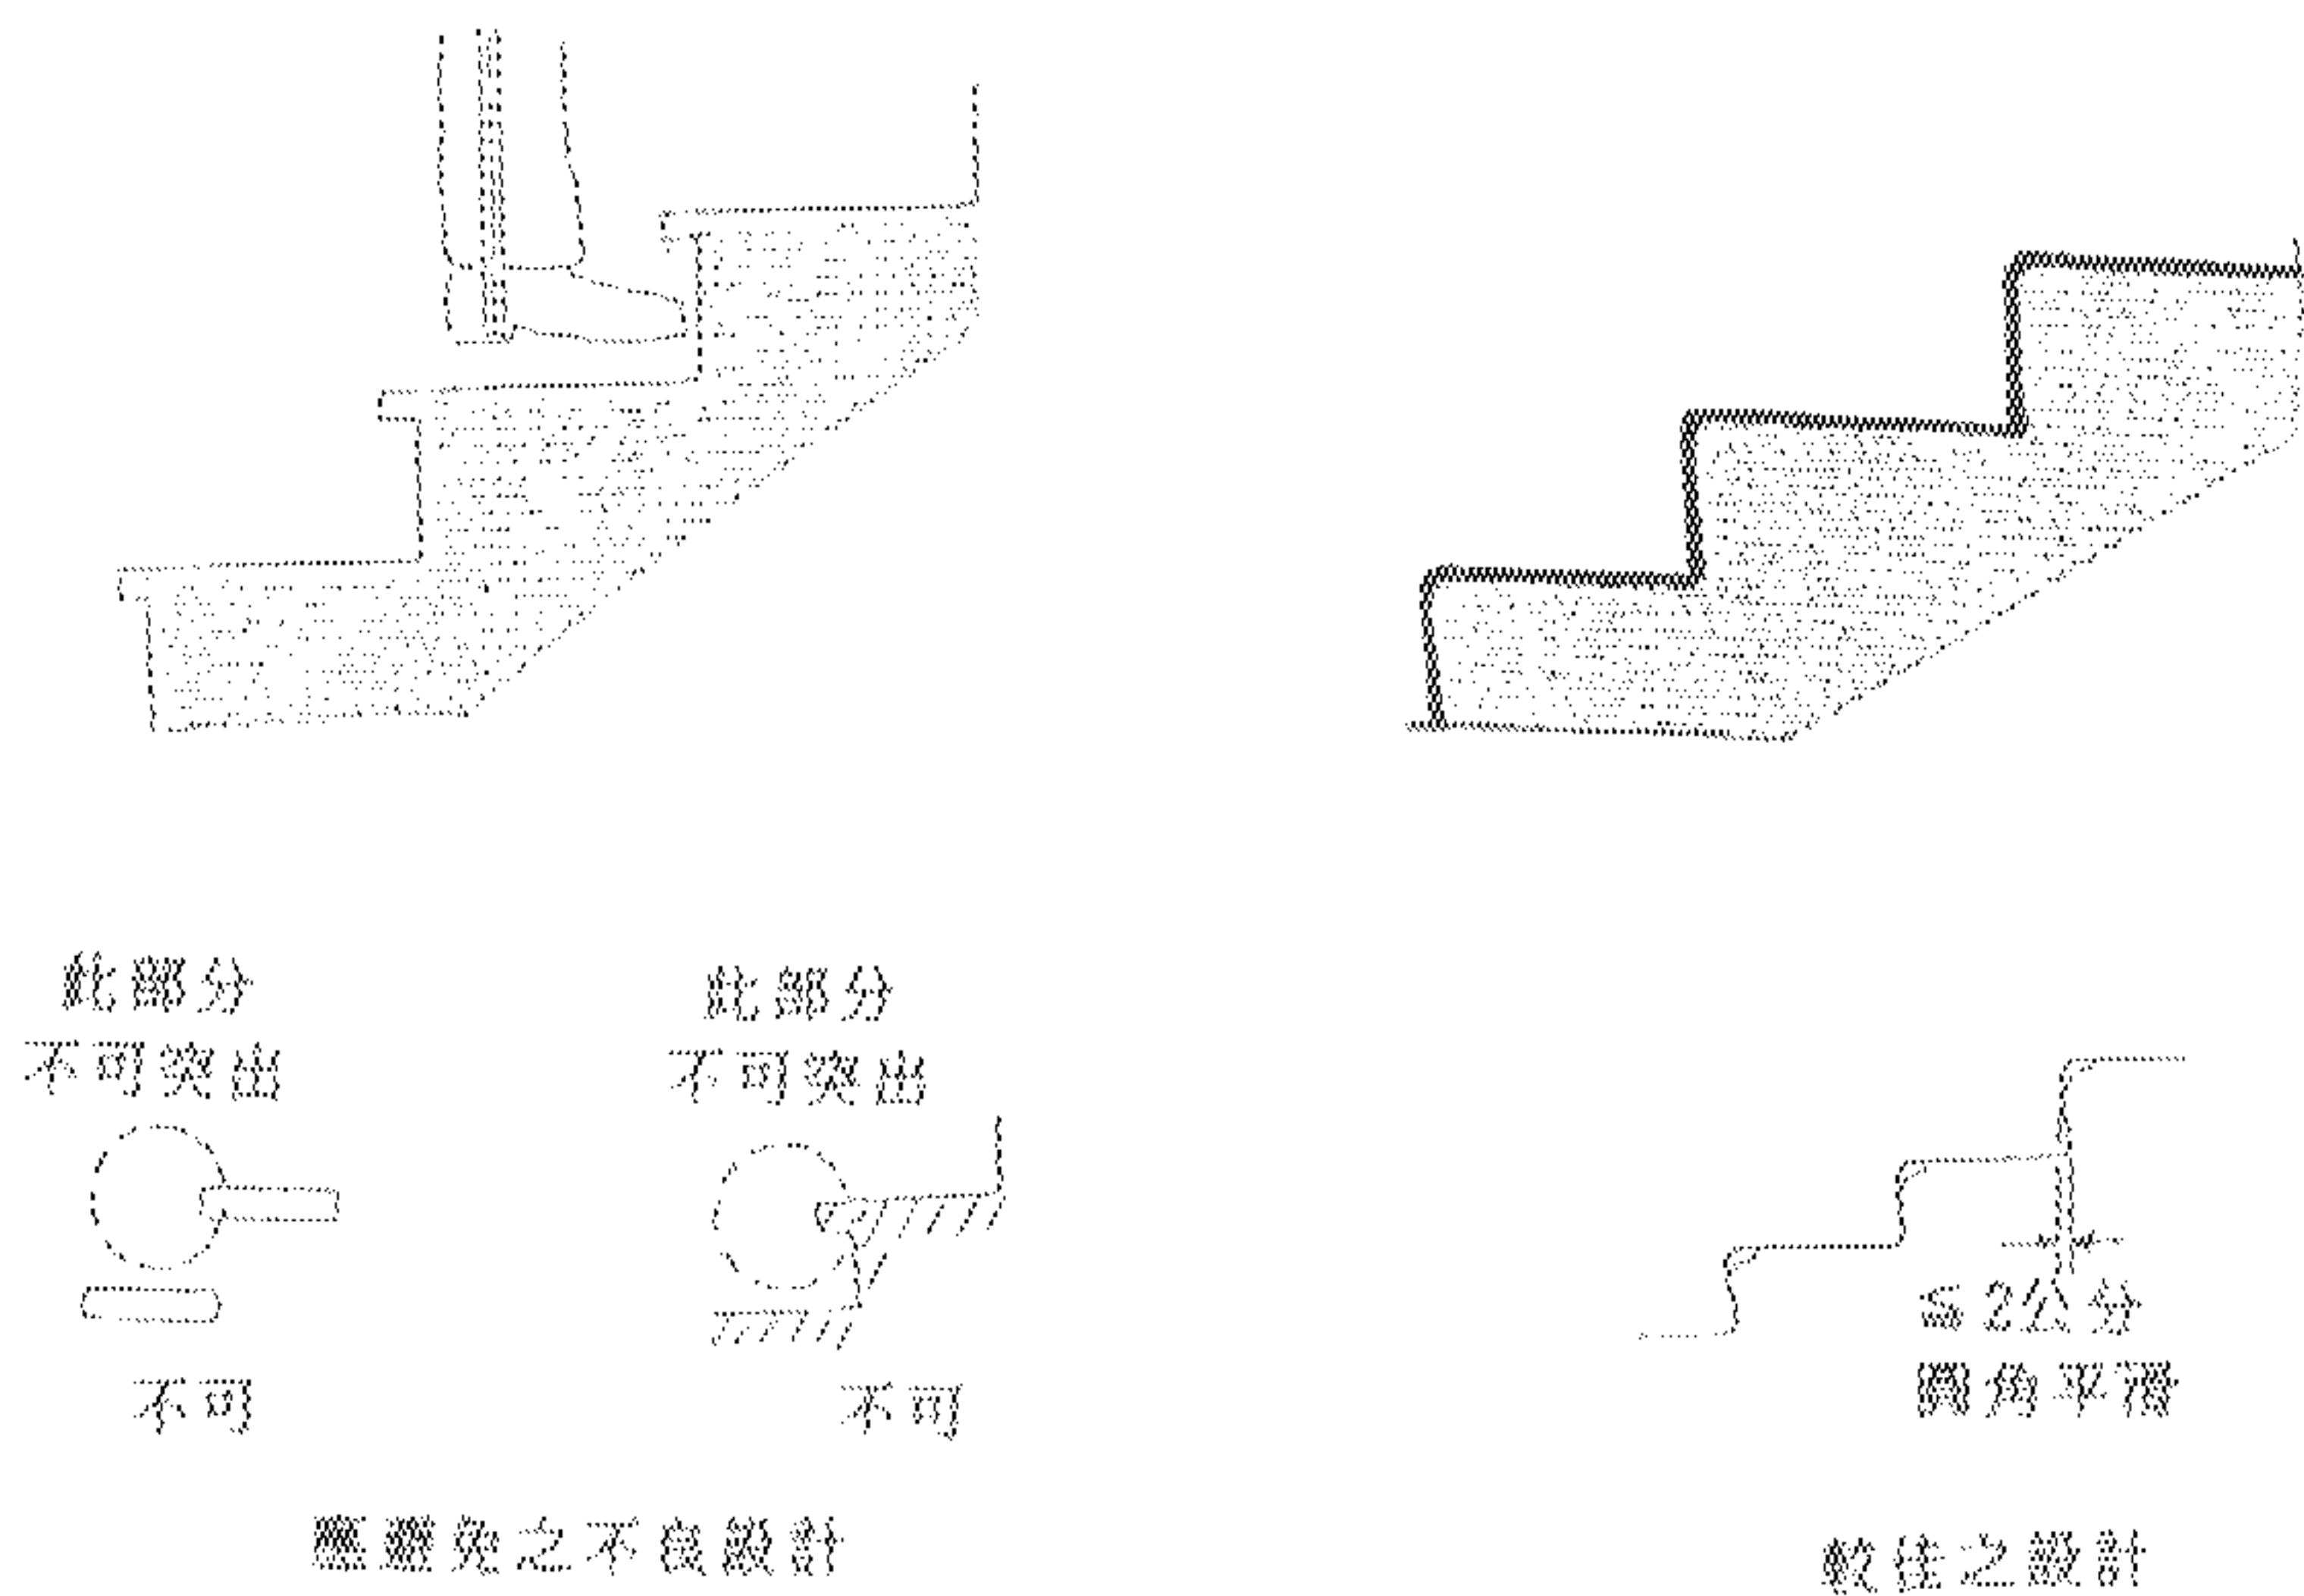 此部分
不可突出
此部分
不可突出
不可
不可
≦2公分
圓角平滑
應避免之不良設計
較佳之設計